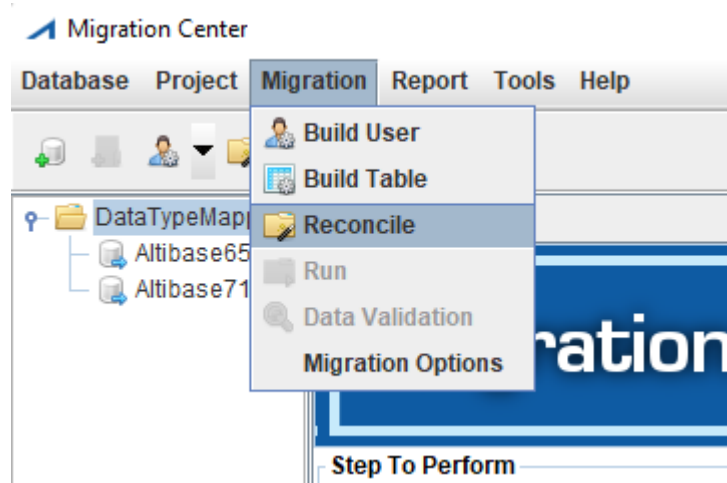 Migration Center
Database Project Migration Report Tools Help
Build User
Build Table
DataTypeMapp
Reconcile
Altibase65
Run
Altibase71
Data Validation
ration
Migration Options
Step To Perform